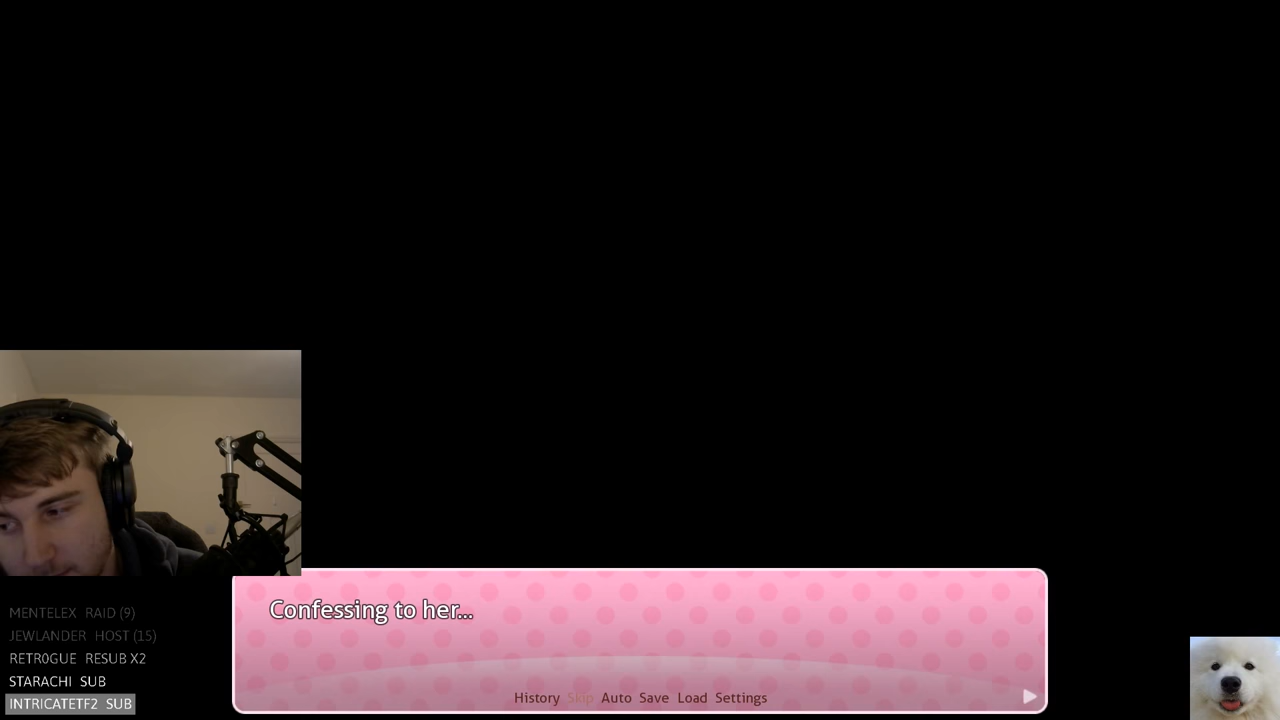 Confessing to her...
History Skip Auto Save Load Settings
MENTELEX RAID (9)
JEWLANDER HOST (15)
RETR0GUE RESUB X2
STARACHI SUB
INTRICATETF2 SUB